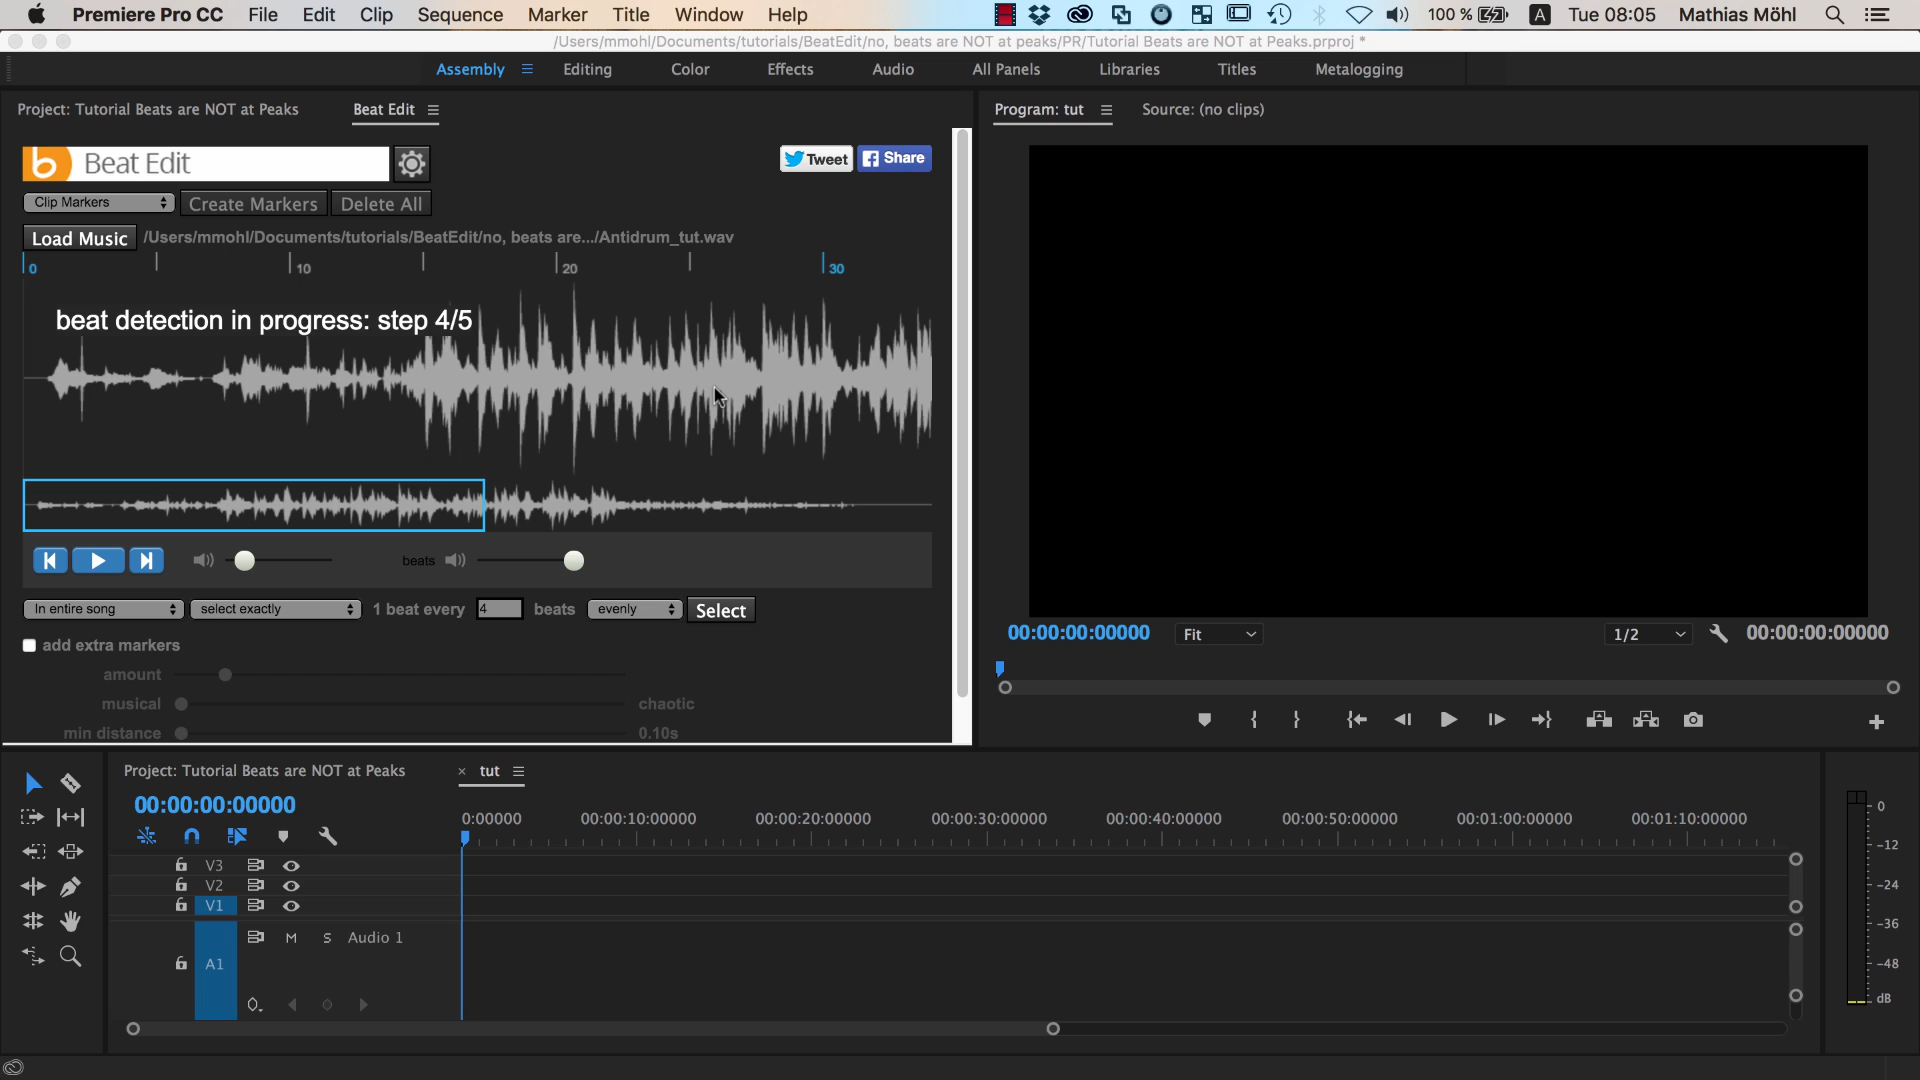 Premiere Pro CC File Edit Clip Sequence Marker Title Window Help 100 % A Tue 08:05 Mathias Möhl
/Users/mmohl/Documents/tutorials/BeatEdit/no, beats are NOT at peaks/PR/Tutorial Beats are NOT at Peaks.prproj *
Assembly Editing Color Effects Audio All Panels Libraries Titles Metalogging
Project: Tutorial Beats are NOT at Peaks Beat Edit
Program: tut Source: (no clips)
b Beat Edit Tweet f Share
Clip Markers Create Markers Delete All
Load Music /Users/mmohl/Documents/tutorials/BeatEdit/no, beats are.../Antidrum_tut.wav
0 10 20 30
beat detection in progress: step 4/5
beats
In entire song select exactly 1 beat every 4 beats evenly Select
add extra markers
amount
musical chaotic
min distance 0.10s
00:00:00:00000 Fit 1/2 00:00:00:00000
Project: Tutorial Beats are NOT at Peaks × tut
00:00:00:00000
0:00000 00:00:10:00000 00:00:20:00000 00:00:30:00000 00:00:40:00000 00:00:50:00000 00:01:00:00000 00:01:10:00000
V3
V2
V1
M S Audio 1
A1
0
-12
-24
-36
-48
dB